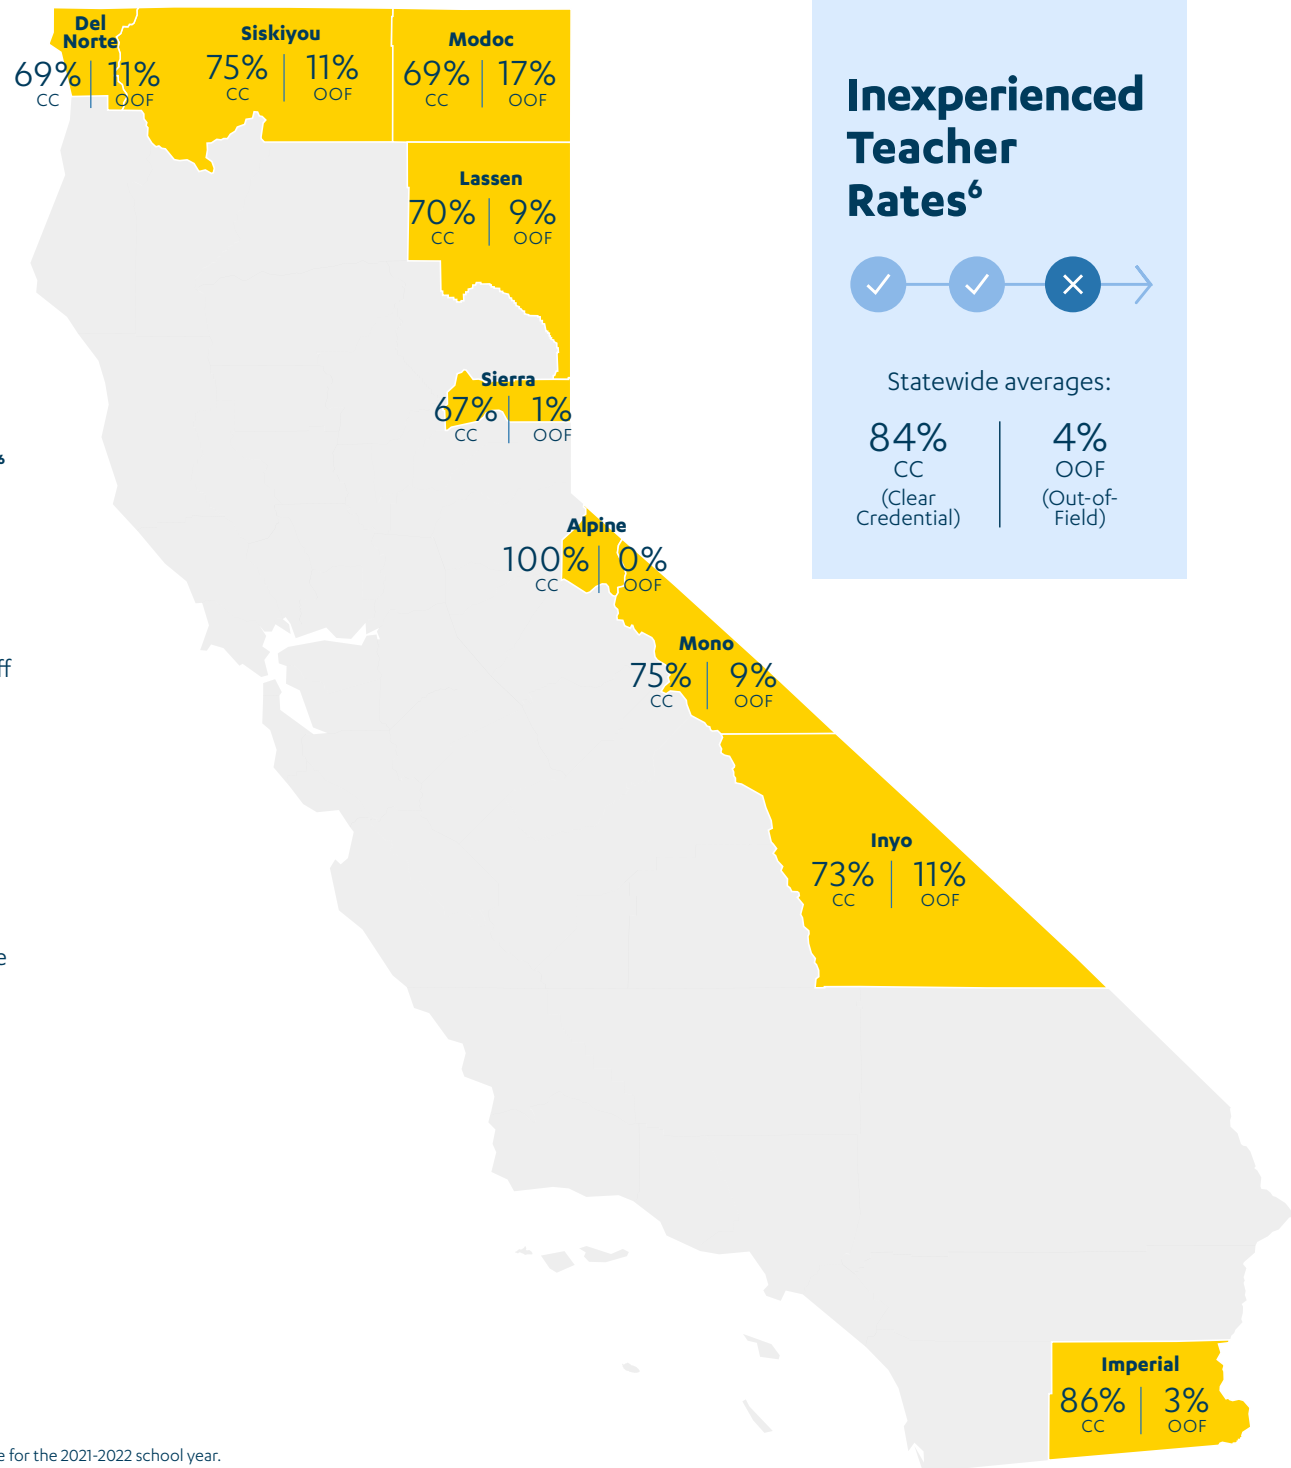 Del
Norte
69% 11%
CC OOF
Siskiyou
75% 11%
CC OOF
Modoc
69% 17%
CC OOF
Lassen
70% 9%
CC OOF
Sierra
67% 1%
CC OOF
Alpine
100% 0%
CC OOF
Mono
75% 9%
CC OOF
Inyo
73% 11%
CC OOF
Imperial
86% 3%
CC OOF
Inexperienced
Teacher
Rates⁶
Statewide averages:
84% 4%
CC OOF
(Clear (Out-of-
Credential) Field)
6
ff
e
e for the 2021-2022 school year.